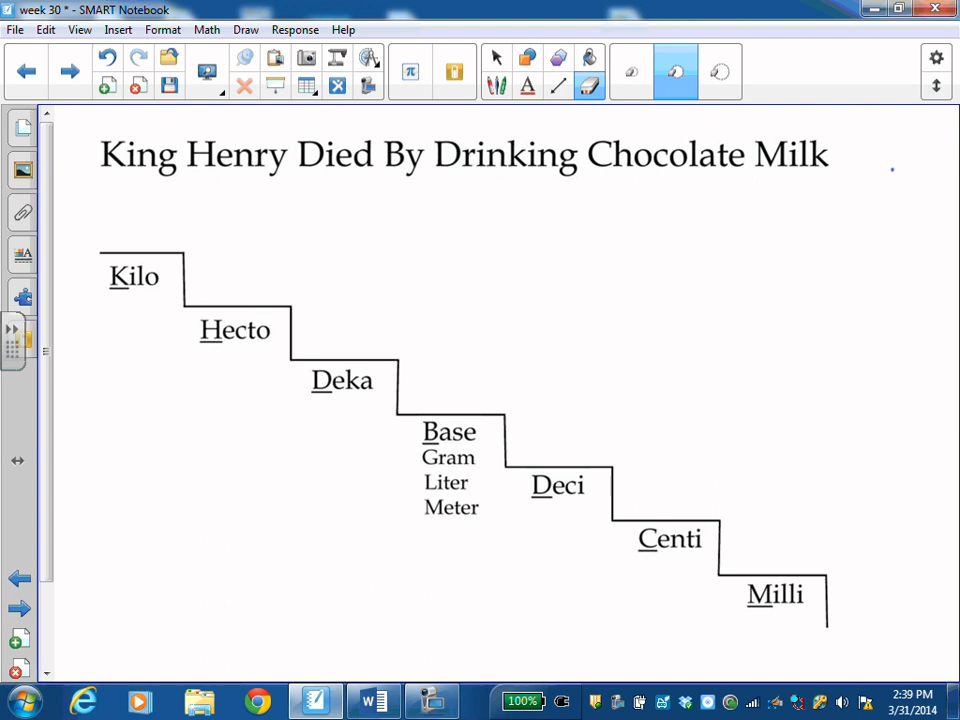 week 30 * - SMART Notebook
File Edit View Insert Format Math Draw Response Help
King Henry Died By Drinking Chocolate Milk
Kilo
Hecto
Deka
Base
Gram
Liter
Meter
Deci
Centi
Milli
100%
2:39 PM
3/31/2014